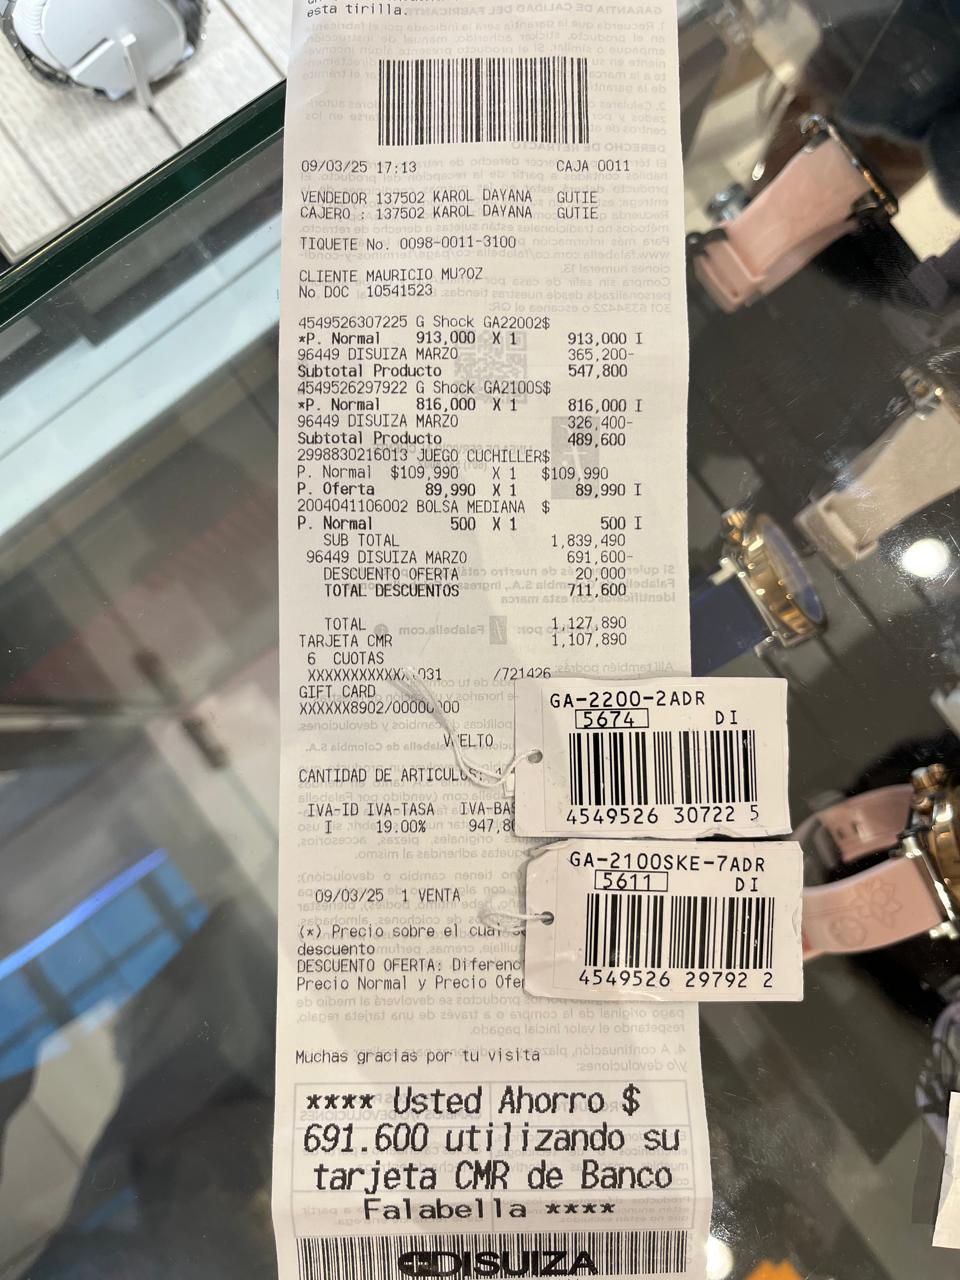 esta tirilla.
09/03/25 17:13 CAJA 0011
VENDEDOR 137502 KAROL DAYANA GUTIE
CAJERO : 137502 KAROL DAYANA GUTIE
TIQUETE No. 0098-0011-3100
CLIENTE MAURICIO MU?OZ
No DOC 10541523
4549526307225 G Shock GA22002$
*P. Normal 913,000 X 1 913,000 I
96449 DISUIZA MARZO 365,200-
Subtotal Producto 547,800
4549526297922 G Shock GA2100S$
*P. Normal 816,000 X 1 816,000 I
96449 DISUIZA MARZO 326,400-
Subtotal Producto 489,600
2998830216013 JUEGO CUCHILLER$
P. Normal $109,990 X 1 $109,990
P. Oferta 89,990 X 1 89,990 I
2004041106002 BOLSA MEDIANA $
P. Normal 500 X 1 500 I
SUB TOTAL 1,839,490
96449 DISUIZA MARZO 691,600-
DESCUENTO OFERTA 20,000
TOTAL DESCUENTOS 711,600
TOTAL 1,127,890
TARJETA CMR 1,107,890
6 CUOTAS
/721426
GIFT CARD
VUELTO
CANTIDAD DE ARTICULOS:
IVA-ID IVA-TASA
I 19.00%
09/03/25 1 VENTA
(*) Precio sobre el cual
descuento
DESCUENTO OFERTA:
Precio Normal y Precio
Muchas gracias por tu visita
**** Usted Ahorro $
691.600 utilizando su
tarjeta CMR de Banco
Falabella ****
DISUIZA
GA-2200-2ADR
5674 DI
4549526 30722 5
GA-2100SKE-7ADR
5611 DI
4549526 29792 2